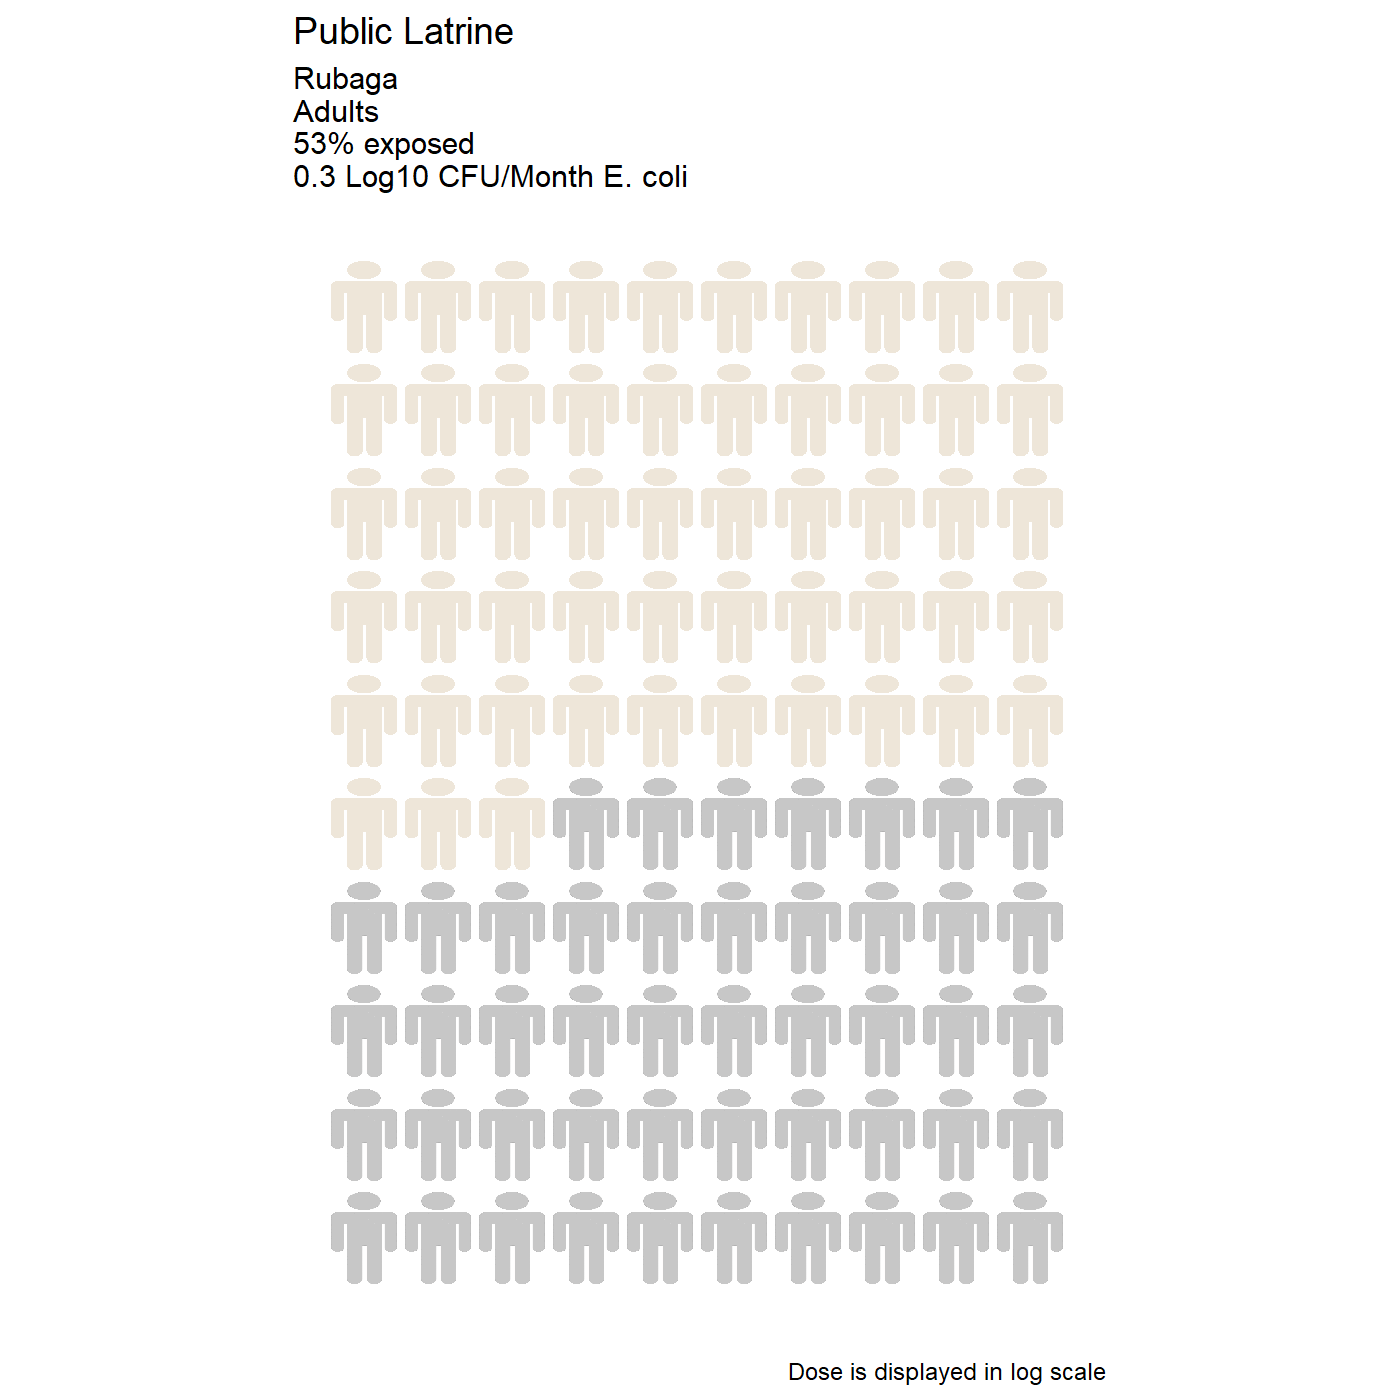 Public Latrine
Rubaga
Adults
53% exposed
0.3 Log10 CFU/Month E. coli
Dose is displayed in log scale